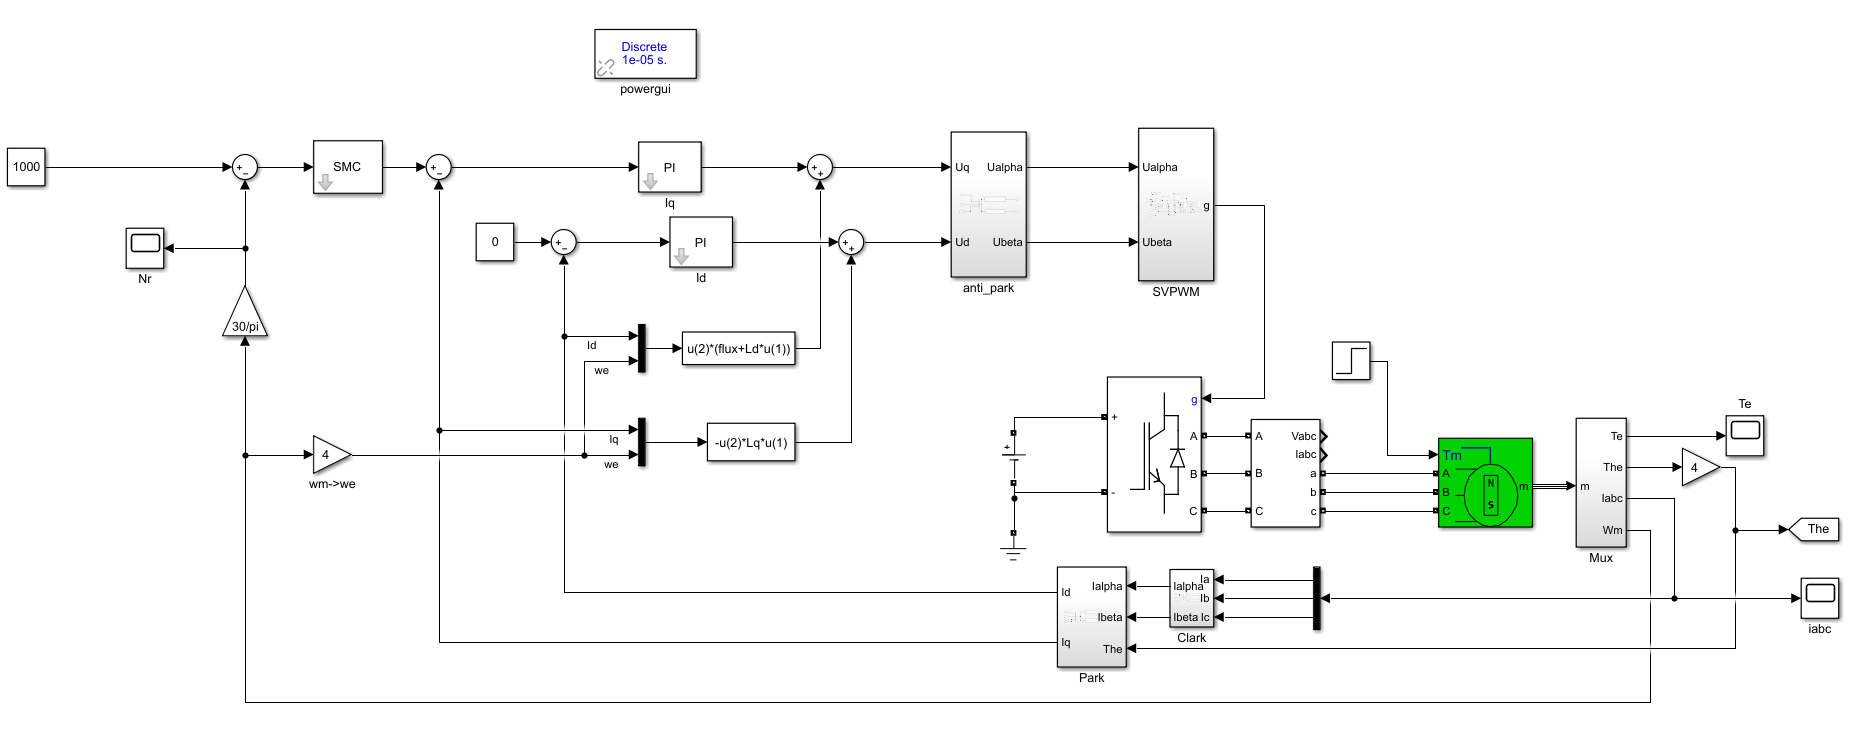 Discrete
1e-05 s.
powergui
1000
+
−
SMC
+
−
PI
Iq
+
+
Uq
Ualpha
Ud
Ubeta
anti_park
Ualpha
g
Ubeta
SVPWM
0
+
−
PI
Id
+
+
Nr
30/pi
Id
we
u(2)*(flux+Ld*u(1))
Iq
we
-u(2)*Lq*u(1)
4
wm->we
+
+
-
g
A
B
C
A
B
C
Vabc
Iabc
a
b
c
Tm
A
B
C
N
S
m
m
Te
The
Iabc
Wm
Mux
Te
4
The
iabc
Id
Iq
Ialpha
Ibeta
The
Park
Ialpha
Ibeta
Ia
Ib
Ic
Clark